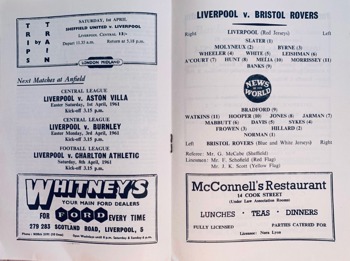 TRAIN
TRIPS
SATURDAY, 1st APRIL
SHEFFIELD UNITED v. LIVERPOOL
Depart 11.35 a.m.
Return at 5.18 p.m.
LONDON MIDLAND
Next Matches at Anfield
CENTRAL LEAGUE
LIVERPOOL v. ASTON VILLA
Easter Saturday, 1st April, 1961
Kick-off 3.15 p.m.
CENTRAL LEAGUE
LIVERPOOL v. BURNLEY
Easter Monday, 3rd April, 1961
Kick-off 3.15 p.m.
FOOTBALL LEAGUE
LIVERPOOL v. CHARLTON ATHLETIC
Saturday, 8th April, 1961
Kick-off 3.15 p.m.
WHITNEY'S
YOUR MAIN FORD DEALERS
FOR FORD EVERY TIME
279 283 SCOTLAND ROAD, LIVERPOOL, 5
LIVERPOOL v. BRISTOL ROVERS
Right LIVERPOOL (Red Jerseys) Left
SLATER (1)
MOLYNEUX (2) BYRNE (3)
WHEELER (4) WHITE (5) LEISHMAN (6)
A'COURT (7) HUNT (8) MELIA (10) MORRISSEY (11)
BANKS (9)
NEWS OF THE WORLD
BRADFORD (9)
WATKINS (11) HOOPER (10) JONES (8) JARMAN (7)
MABBUTT (6) DAVIS (5) SYKES (4)
FROWEN (3) HILLARD (2)
NORMAN (1)
Left BRISTOL ROVERS (Blue and White Jerseys) Right
Referee: Mr. G. McCabe (Sheffield)
Linesmen: Mr. F. Schofield (Red Flag)
Mr. J. K. Scott (Yellow Flag)
McConnell's Restaurant
14 COOK STREET
(Under Law Association Rooms)
LUNCHES - TEAS - DINNERS
FULLY LICENSED PARTIES CATERED FOR
Licensee: Nora Lyon